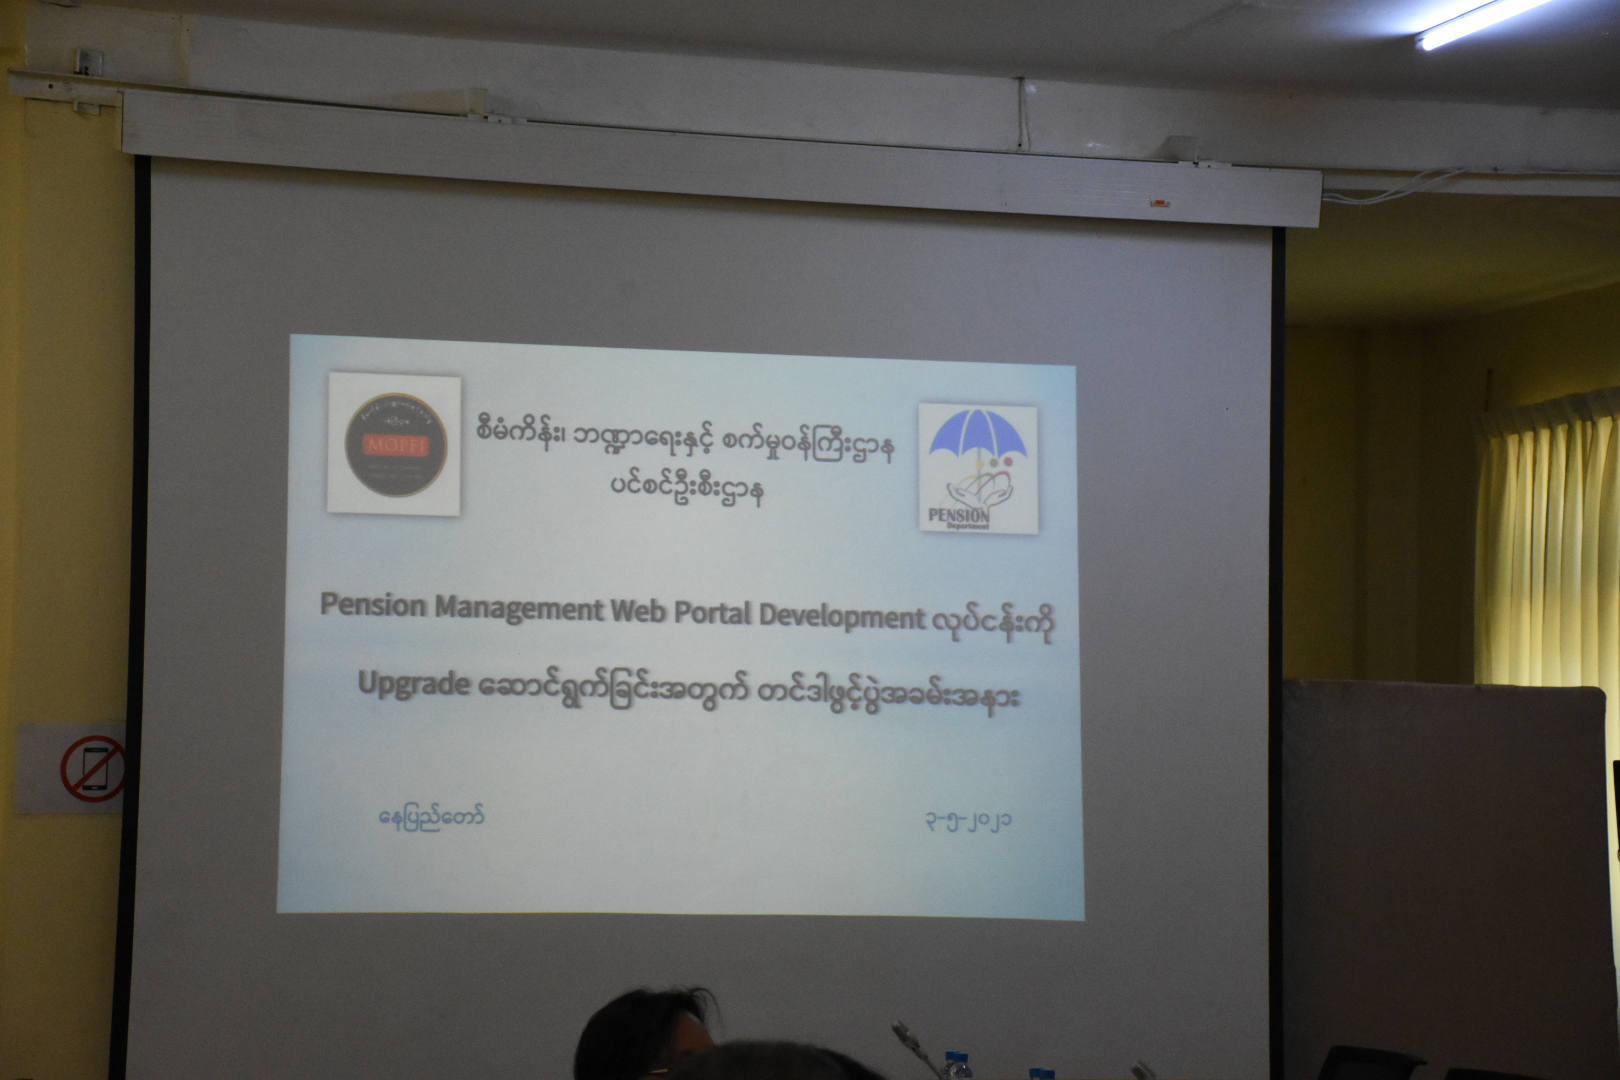 MOPFI
စီမံကိန်း၊ ဘဏ္ဍာရေးနှင့် စက်မှုဝန်ကြီးဌာန
ပင်စင်ဦးစီးဌာန
PENSION
Department
Pension Management Web Portal Development လုပ်ငန်းကို
Upgrade ဆောင်ရွက်ခြင်းအတွက် တင်ဒါဖွင့်ပွဲအခမ်းအနား
နေပြည်တော်
၃-၅-၂၀၂၁